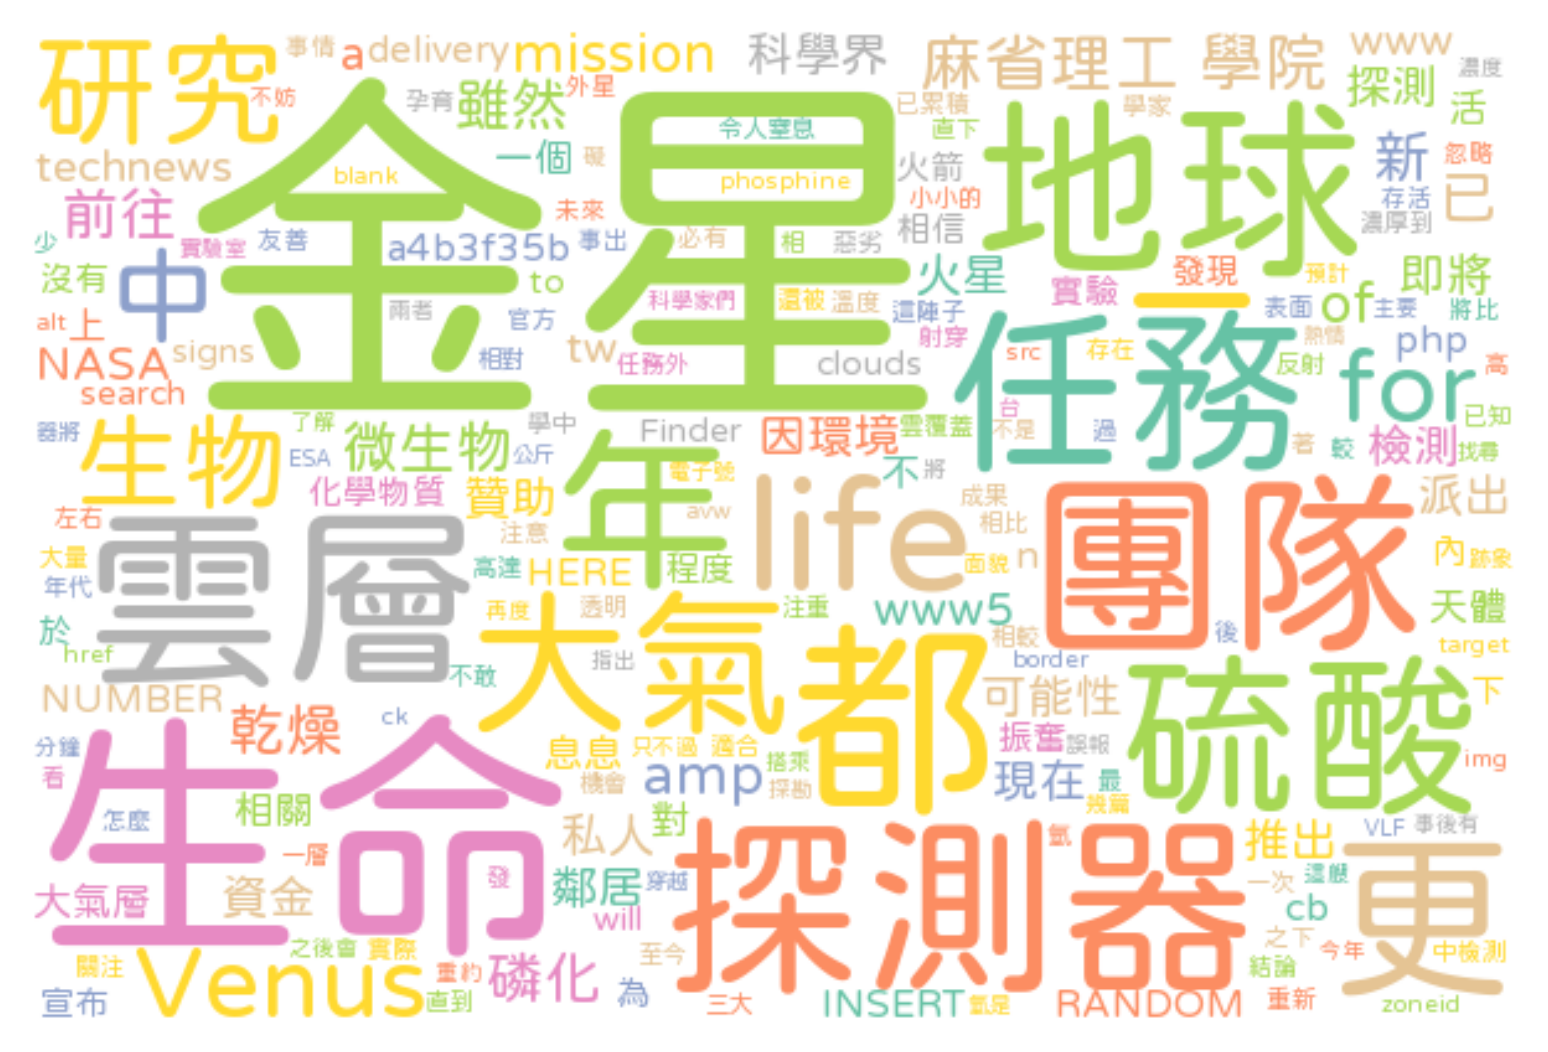 研究 事情 a delivery mission 科學界 麻省理工 學院 www 濃度
不妨 孕育 雖然 外星 已累積 學家 探測 活
金星 令人窒息 直下 地球
technews blank 一個 礙 phosphine 火箭 新 忽略
前往 未來 小小的 存活 已
少 實驗室 友善 a4b3f35b 事出 必有 相 惡劣 相信 濃厚到
沒有 中 to 科學家們 還被 溫度 火星 實驗 發現 預計 即將
兩者 官方 這陣子 一 表面 of 主要 將比
alt 上 signs 相對 tw 任務外 射穿 任務 熱情 php
NASA clouds src 存在 反射 for 高
search 台
器將 生物 了解 學中 Finder 因環境 雲覆蓋 不是 過 著 較 檢測 已知
ESA 微生物 公斤 年 電子號 不 將 找尋
化學物質 贊助 life 成果 團隊 派出
左右 雲層 注意 avw 相比
大量 高達 HERE 程度 面貌 n 內 跡象
年代 再度 透明 注重 www5 天體
於 大氣 都 相較 後
href 不敢 指出 border target
NUMBER 乾燥 ck 可能性 硫酸 下
分鐘 生命 息息 只不過 適合 搭乘 振奮 誤報 img
看 機會 amp 探勘 現在 最
怎麼 相關 私人 對 幾篇 推出 VLF 事後有
一層 發 探測器 氬 更
大氣層 資金 鄰居 穿越 一次 這艘
will cb
之後會 實際 至今 之下 今年 中檢測
關注 Venus 重約 磷化 結論
宣布 直到 為 三大 INSERT 氬是 RANDOM 重新 zoneid